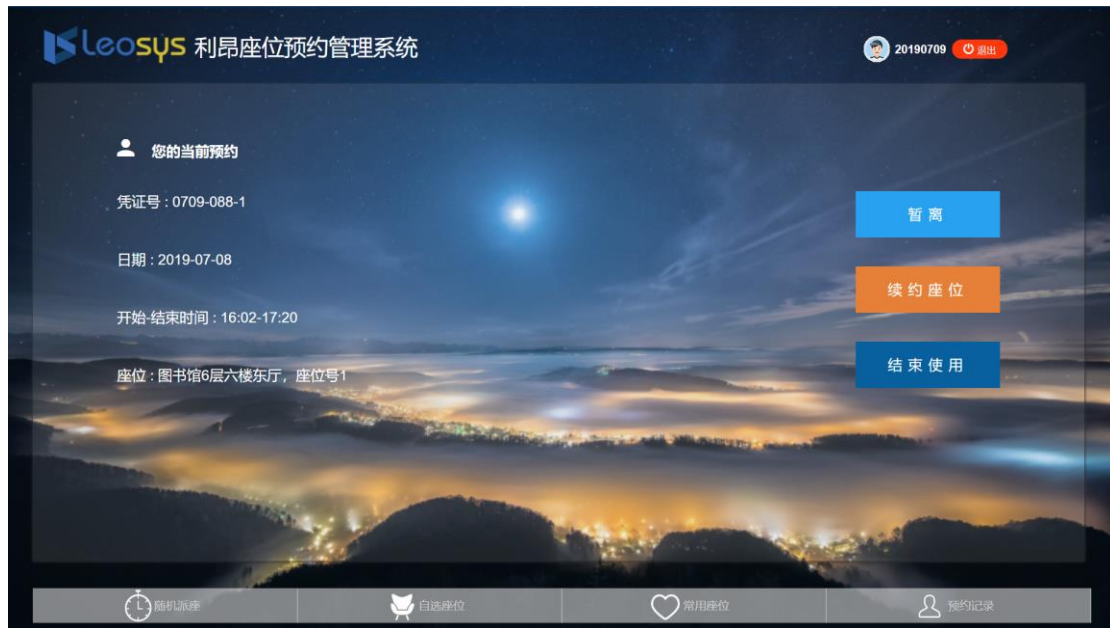 Leosys 利昂座位预约管理系统
20190709 退出
您的当前预约
凭证号 : 0709-088-1
日期 : 2019-07-08
开始-结束时间 : 16:02-17:20
座位 : 图书馆6层六楼东厅，座位号1
暂离
续约座位
结束使用
随机派座 自选座位 常用座位 预约记录